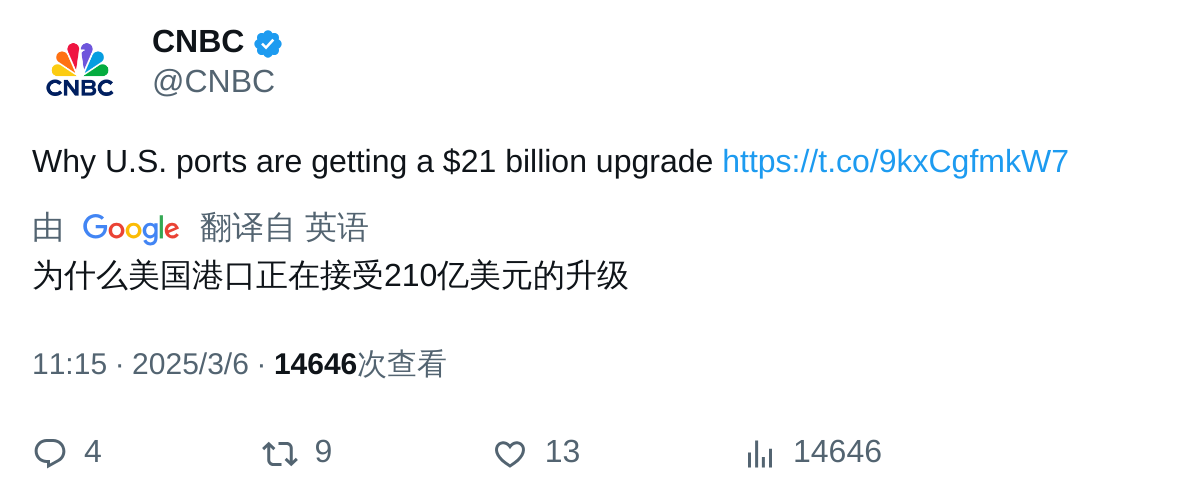 CNBC
CNBC
@CNBC
Why U.S. ports are getting a $21 billion upgrade https://t.co/9kxCgfmkW7
由 Google 翻译自 英语
为什么美国港口正在接受210亿美元的升级
11:15 · 2025/3/6 · 14646次查看
4 9 13 14646